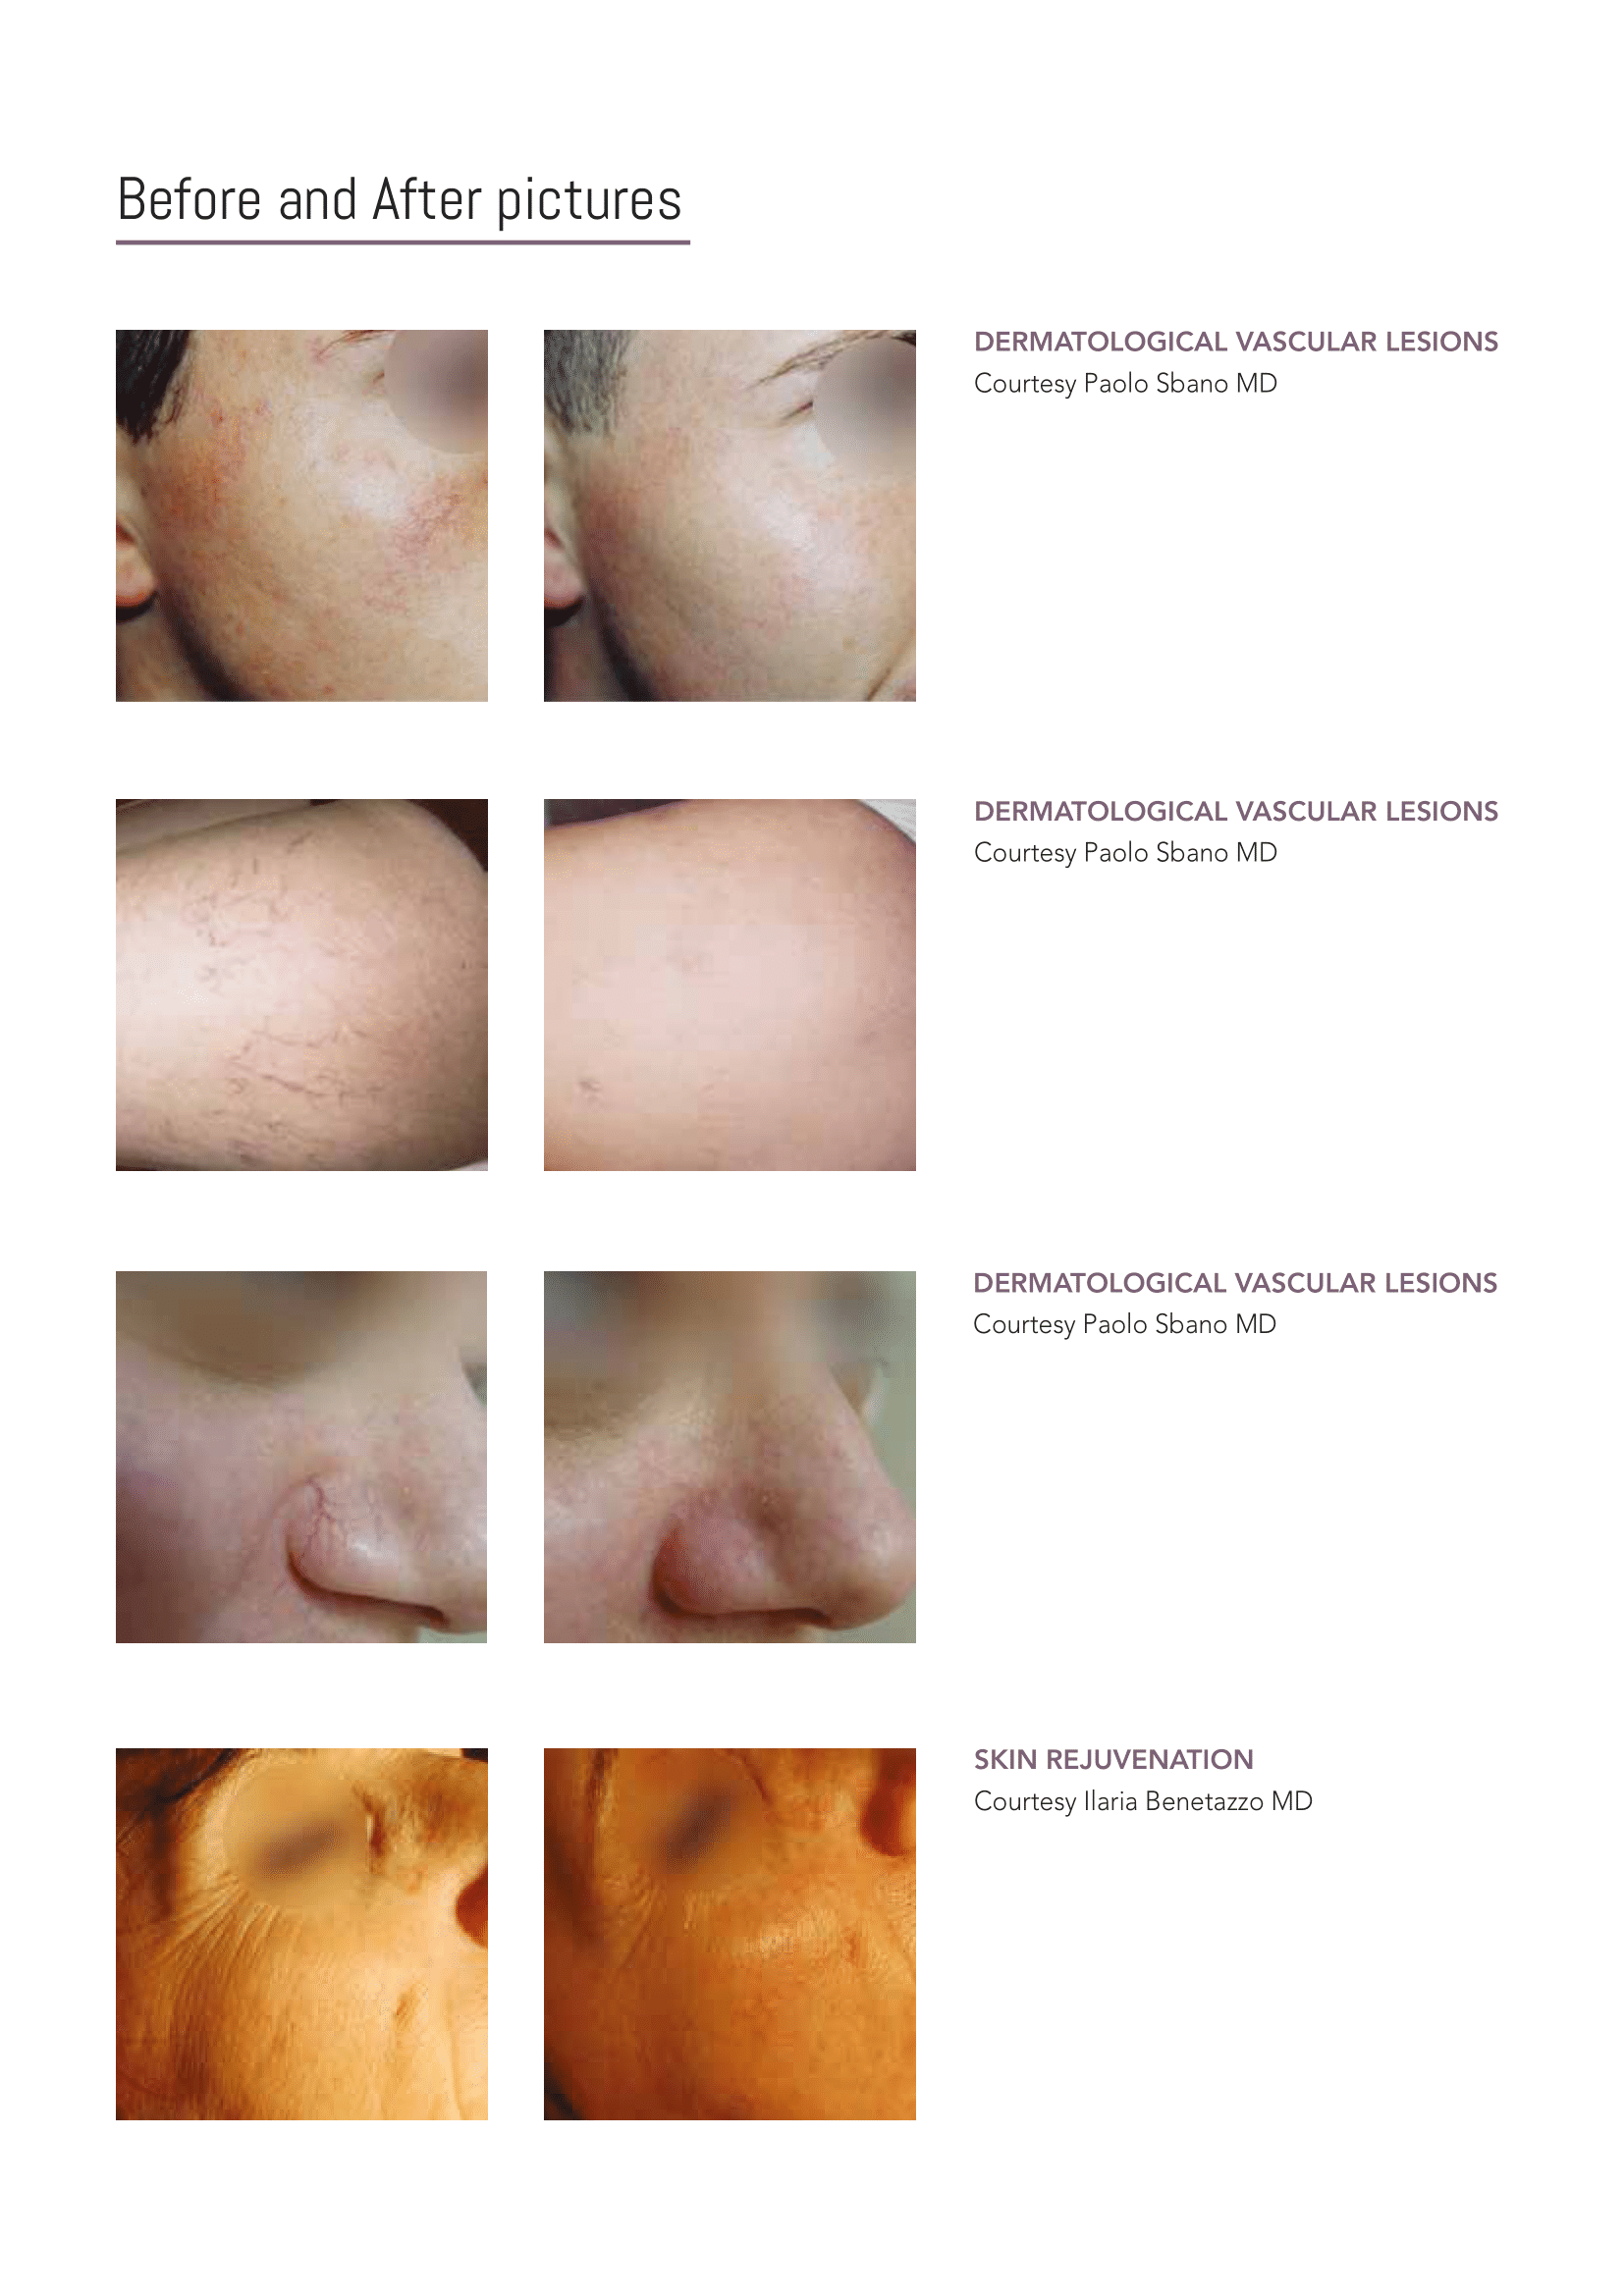 Before and After pictures
DERMATOLOGICAL VASCULAR LESIONS
Courtesy Paolo Sbano MD
DERMATOLOGICAL VASCULAR LESIONS
Courtesy Paolo Sbano MD
DERMATOLOGICAL VASCULAR LESIONS
Courtesy Paolo Sbano MD
SKIN REJUVENATION
Courtesy Ilaria Benetazzo MD